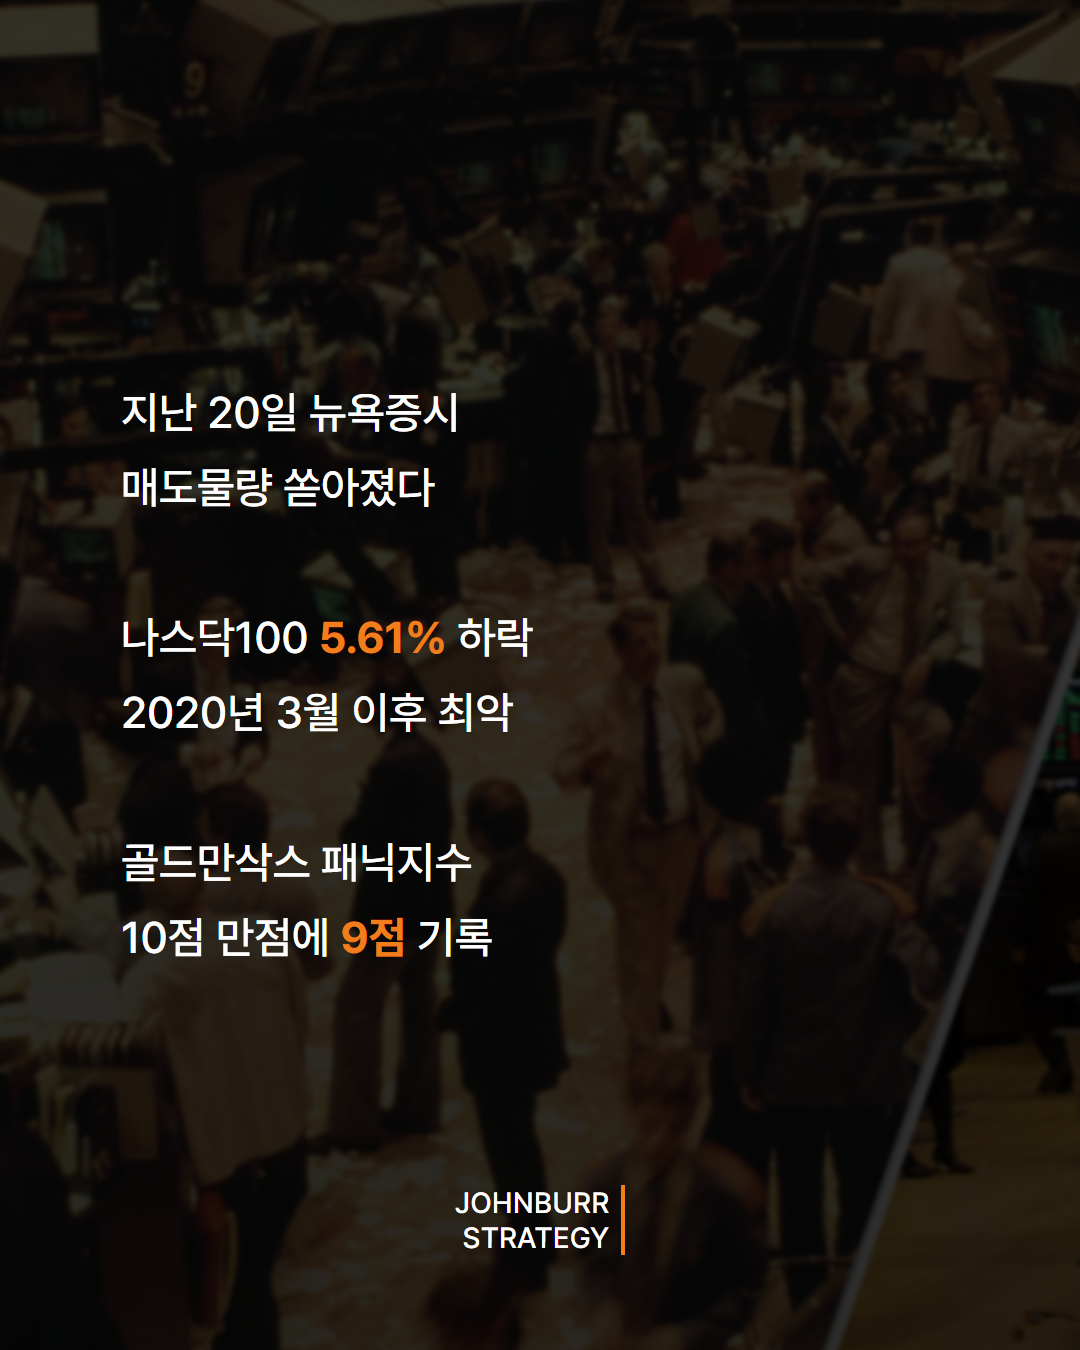 9
지난 20일 뉴욕증시
매도물량 쏟아졌다
나스닥100 5.61% 하락
2020년 3월 이후 최악
골드만삭스 패닉지수
10점 만점에 9점 기록
JOHNBURR
STRATEGY